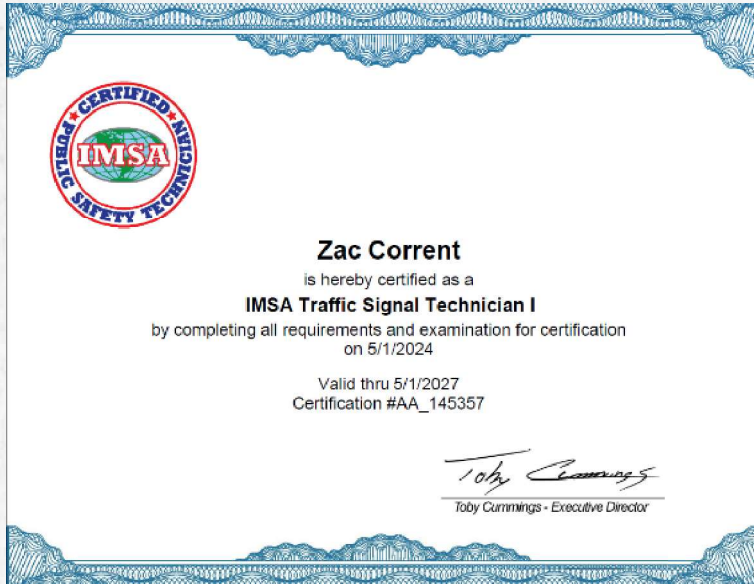 CERTIFIED
IMSA
PUBLIC SAFETY TECHNICIAN
Zac Corrent
is hereby certified as a
IMSA Traffic Signal Technician I
by completing all requirements and examination for certification
on 5/1/2024
Valid thru 5/1/2027
Certification #AA_145357
Toby Cummings
Toby Cummings - Executive Director